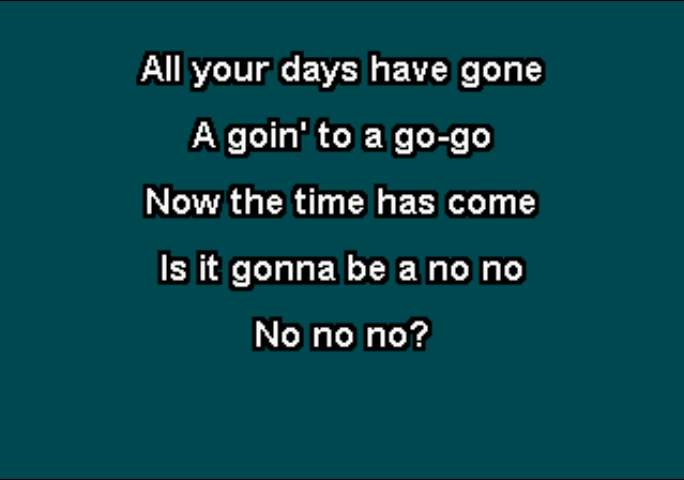 All your days have gone
A goin' to a go-go
Now the time has come
Is it gonna be a no no
No no no?